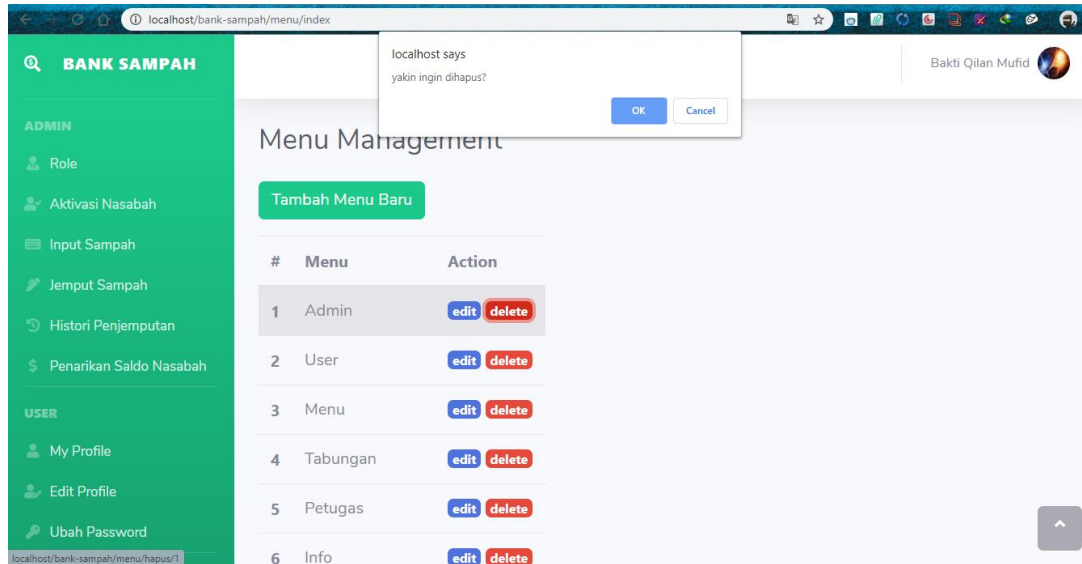 localhost/bank-sampah/menu/index
localhost says
yakin ingin dihapus?
OK Cancel
BANK SAMPAH
Bakti Qilan Mufid
ADMIN
Role
Aktivasi Nasabah
Input Sampah
Jemput Sampah
Histori Penjemputan
Penarikan Saldo Nasabah
USER
My Profile
Edit Profile
Ubah Password
localhost/bank-sampah/menu/hapus/1
Menu Management
Tambah Menu Baru
# Menu Action
1 Admin edit delete
2 User edit delete
3 Menu edit delete
4 Tabungan edit delete
5 Petugas edit delete
6 Info edit delete